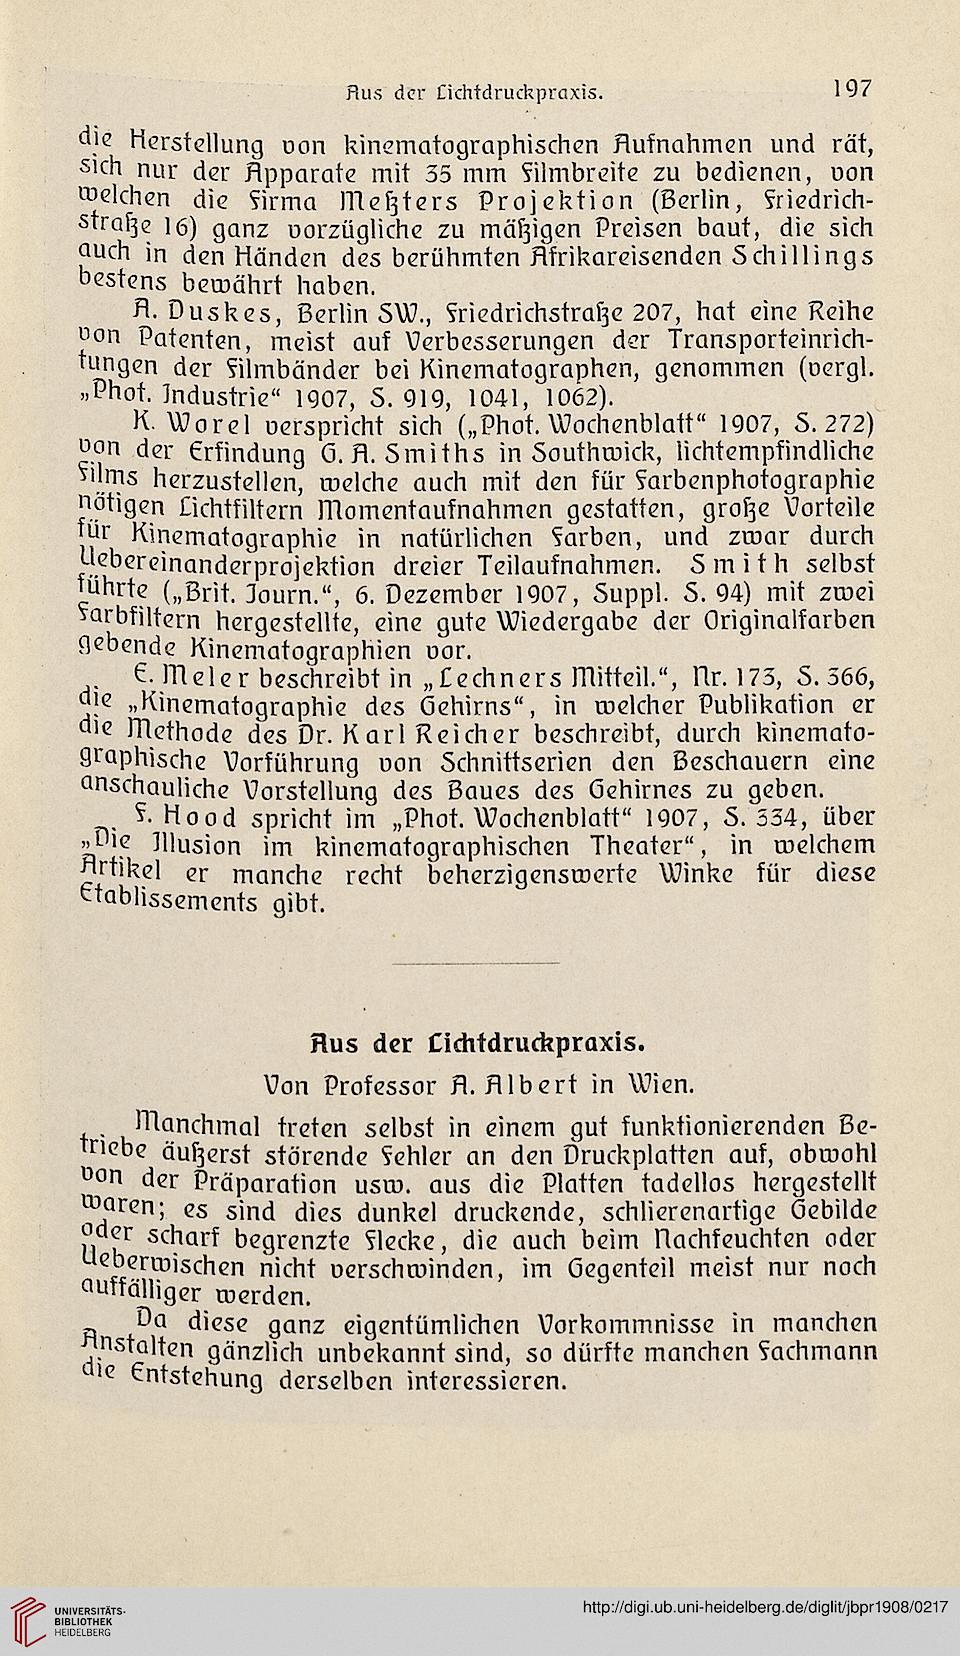 Aus der Lichtdruckpraxis. 197
die Herstellung von kinematographischen Aufnahmen und rät,
sich nur der Apparate mit 35 mm Filmbreite zu bedienen, von
welchen die Firma Meßters Projektion (Berlin, Friedrich-
straße 16) ganz vorzügliche zu mäßigen Preisen baut, die sich
auch in den Händen des berühmten Afrikareisenden Schillings
bestens bewährt haben.
A. Duskes, Berlin SW., Friedrichstraße 207, hat eine Reihe
von Patenten, meist auf Verbesserungen der Transporteinrich-
tungen der Filmbänder bei Kinematographen, genommen (vergl.
„Phot. Industrie“ 1907, S. 919, 1041, 1062).
K. Worel verspricht sich („Phot. Wochenblatt“ 1907, S. 272)
von der Erfindung G. A. Smiths in Southwick, lichtempfindliche
Films herzustellen, welche auch mit den für Farbenphotographie
nötigen Lichtfiltern Momentaufnahmen gestatten, große Vorteile
für Kinematographie in natürlichen Farben, und zwar durch
Uebereinanderprojektion dreier Teilaufnahmen. Smith selbst
führte („Brit. Journ.“, 6. Dezember 1907, Suppl. S. 94) mit zwei
Farbfiltern hergestellte, eine gute Wiedergabe der Originalfarben
gebende Kinematographien vor.
E. Meler beschreibt in „Lechners Mitteil.“, Nr. 173, S. 366,
die „Kinematographie des Gehirns“, in welcher Publikation er
die Methode des Dr. Karl Reicher beschreibt, durch kinemato-
graphische Vorführung von Schnittserien den Beschauern eine
anschauliche Vorstellung des Baues des Gehirnes zu geben.
F. Hood spricht im „Phot. Wochenblatt“ 1907, S. 334, über
„Die Illusion im kinematographischen Theater“, in welchem
Artikel er manche recht beherzigenswerte Winke für diese
Etablissements gibt.
Aus der Lichtdruckpraxis.
Von Professor A. Albert in Wien.
Manchmal treten selbst in einem gut funktionierenden Be-
triebe äußerst störende Fehler an den Druckplatten auf, obwohl
von der Präparation usw. aus die Platten tadellos hergestellt
waren; es sind dies dunkel druckende, schlierenartige Gebilde
oder scharf begrenzte Flecke, die auch beim Nachfeuchten oder
Ueberwischen nicht verschwinden, im Gegenteil meist nur noch
auffälliger werden.
Da diese ganz eigentümlichen Vorkommnisse in manchen
Anstalten gänzlich unbekannt sind, so dürfte manchen Fachmann
die Entstehung derselben interessieren.
UNIVERSITÄTS-
BIBLIOTHEK
HEIDELBERG
http://digi.ub.uni-heidelberg.de/diglit/jbpr1908/0217